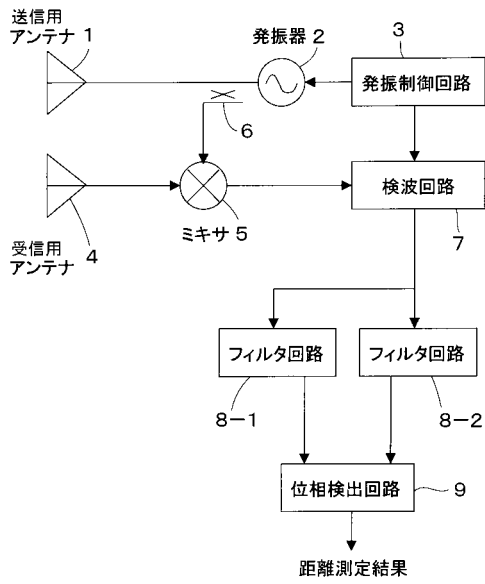 送信用
アンテナ 1
発振器 2
3
発振制御回路
6
検波回路
7
ミキサ 5
受信用
アンテナ 4
フィルタ回路
8-1
フィルタ回路
8-2
位相検出回路
9
距離測定結果